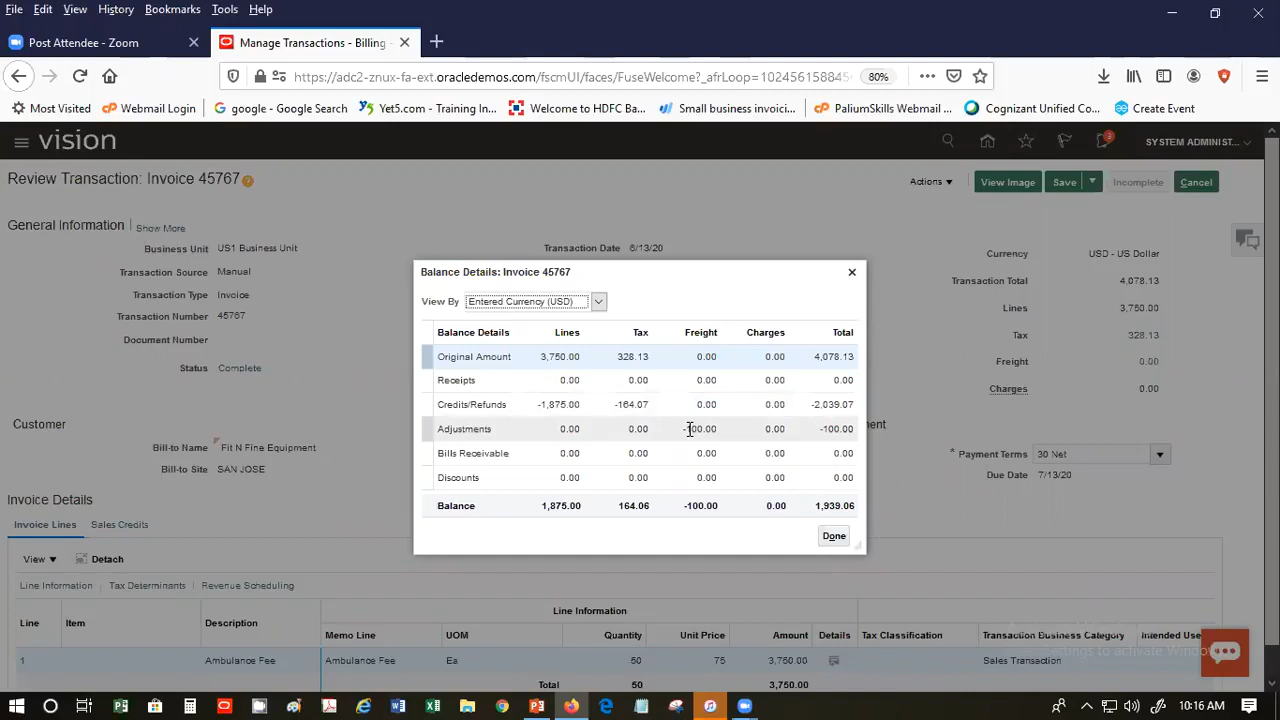 File Edit View History Bookmarks Tools Help
Post Attendee - Zoom
Manage Transactions - Billing -
https://adc2-znux-fa-ext.oracledemos.com/fscmUI/faces/FuseWelcome?_afrLoop=1024561588456
80%
Most Visited Webmail Login google - Google Search Yet5.com - Training In... Welcome to HDFC Ba... Small business invoici... PaliumSkills Webmail ... Cognizant Unified Co... Create Event
vision
3
SYSTEM ADMINIST...
Review Transaction: Invoice 45767
Actions
View Image
Save
Incomplete
Cancel
General Information Show More
Business Unit US1 Business Unit
Transaction Source Manual
Transaction Type Invoice
Transaction Number 45767
Document Number
Status Complete
Transaction Date 6/13/20
Currency USD - US Dollar
Transaction Total 4,078.13
Lines 3,750.00
Tax 328.13
Freight 0.00
Charges 0.00
Balance Details: Invoice 45767
View By Entered Currency (USD)
Balance Details Lines Tax Freight Charges Total
Original Amount 3,750.00 328.13 0.00 0.00 4,078.13
Receipts 0.00 0.00 0.00 0.00 0.00
Credits/Refunds -1,875.00 -164.07 0.00 0.00 -2,039.07
Adjustments 0.00 0.00 -100.00 0.00 -100.00
Bills Receivable 0.00 0.00 0.00 0.00 0.00
Discounts 0.00 0.00 0.00 0.00 0.00
Balance 1,875.00 164.06 -100.00 0.00 1,939.06
Done
Customer
Bill-to Name Fit N Fine Equipment
Bill-to Site SAN JOSE
* Payment Terms 30 Net
Due Date 7/13/20
Invoice Details
Invoice Lines Sales Credits
View Detach
Line Information Tax Determinants Revenue Scheduling
Line Information
Line Item Description Memo Line UOM Quantity Unit Price Amount Details Tax Classification Transaction Business Category Intended Use
1 Ambulance Fee Ambulance Fee Ea 50 75 3,750.00 Sales Transaction
Total 50 3,750.00
10:16 AM